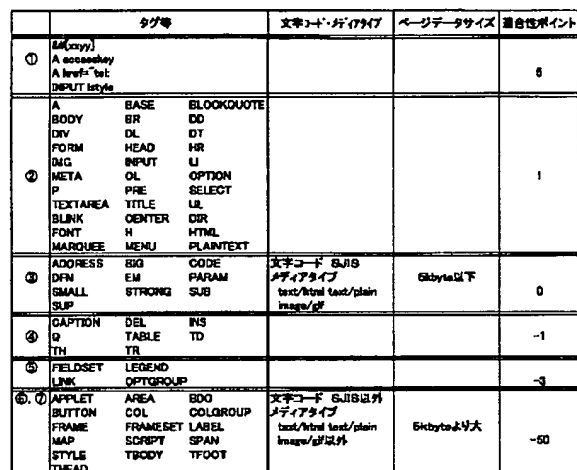 タグ等 文字コード・メディアタイプ ページデータサイズ 適合性ポイント
① &#[xxyy]
A accesskey
A href="tel:
INPUT istyle
5
② A BASE BLOCKQUOTE
BODY BR DD
DIV DL DT
FORM HEAD HR
IMG INPUT LI
META OL OPTION
P PRE SELECT
TEXTAREA TITLE UL
BLINK CENTER DIR
FONT H HTML
MARQUEE MENU PLAINTEXT
1
③ ADDRESS BIG CODE 文字コード SJIS
DFN EM PARAM メディアタイプ 5kbyte以下
SMALL STRONG SUB text/html text/plain 0
SUP image/gif
④ CAPTION DEL INS
Q TABLE TD -1
TH TR
⑤ FIELDSET LEGEND
LINK OPTGROUP -3
⑥, ⑦ APPLET AREA BDO 文字コード SJIS以外
BUTTON COL COLGROUP メディアタイプ
FRAME FRAMESET LABEL text/html text/plain 5kbyteより大
MAP SCRIPT SPAN image/gif以外 -50
STYLE TBODY TFOOT
THEAD